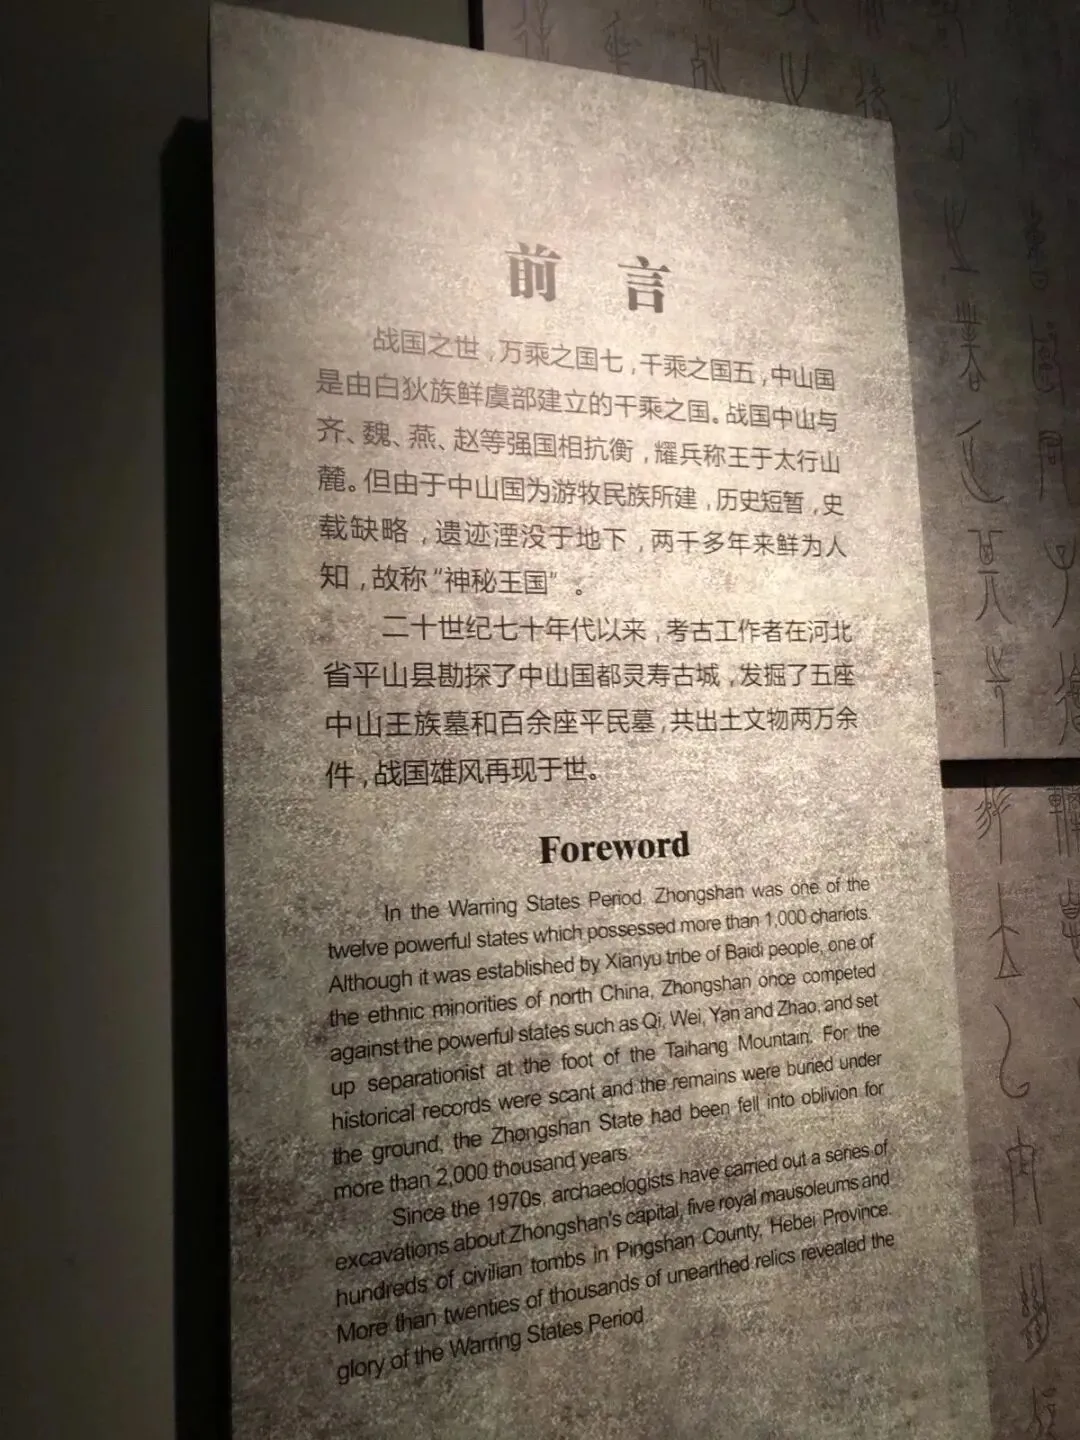 前 言
战国之世，万乘之国七，千乘之国五，中山国
是由白狄族鲜虞部建立的千乘之国。战国中山与
齐、魏、燕、赵等强国相抗衡，耀兵称王于太行山
麓。但由于中山国为游牧民族所建，历史短暂，史
载缺略，遗迹湮没于地下，两千多年来鲜为人
知，故称“神秘王国”。
二十世纪七十年代以来，考古工作者在河北
省平山县勘探了中山国都灵寿古城，发掘了五座
中山王族墓和百余座平民墓，共出土文物两万余
件，战国雄风再现于世。
Foreword
In the Warring States Period, Zhongshan was one of the
twelve powerful states which possessed more than 1,000 chariots.
Although it was established by Xianyu tribe of Baidi people, one of
the ethnic minorities of north China, Zhongshan once competed
against the powerful states such as Qi, Wei, Yan and Zhao, and set
up separationist at the foot of the Taihang Mountain. For the
historical records were scant and the remains were buried under
the ground, the Zhongshan State had been fell into oblivion for
more than 2,000 thousand years.
Since the 1970s, archaeologists have carried out a series of
excavations about Zhongshan's capital, five royal mausoleums and
hundreds of civilian tombs in Pingshan County, Hebei Province.
More than twenties of thousands of unearthed relics revealed the
glory of the Warring States Period.